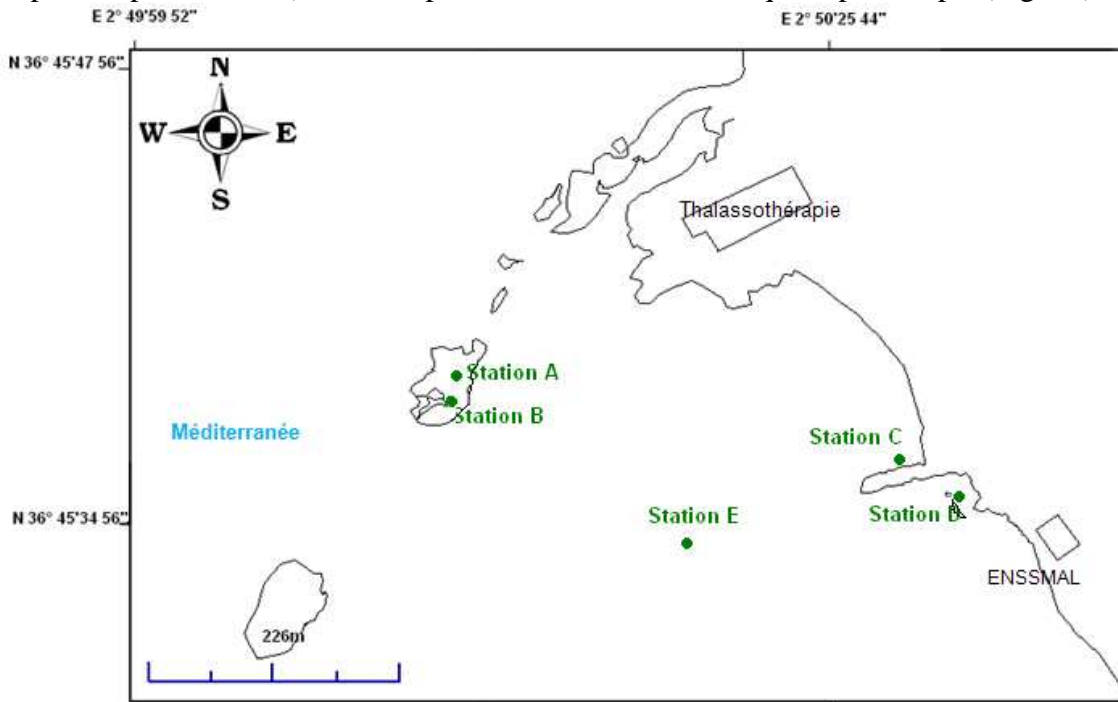 E 2° 49'59 52"
E 2° 50'25 44"
N 36° 45'47 56"
N
W
E
S
Thalassothérapie
Station A
Station B
Méditerranée
Station C
Station D
N 36° 45'34 56"
Station E
ENSSMAL
226m